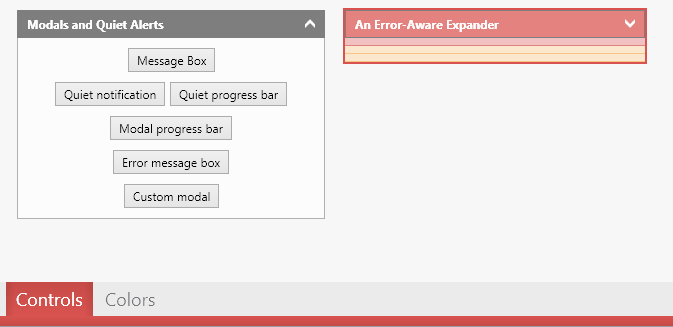 Modals and Quiet Alerts
Message Box
Quiet notification Quiet progress bar
Modal progress bar
Error message box
Custom modal
An Error-Aware Expander
Controls Colors